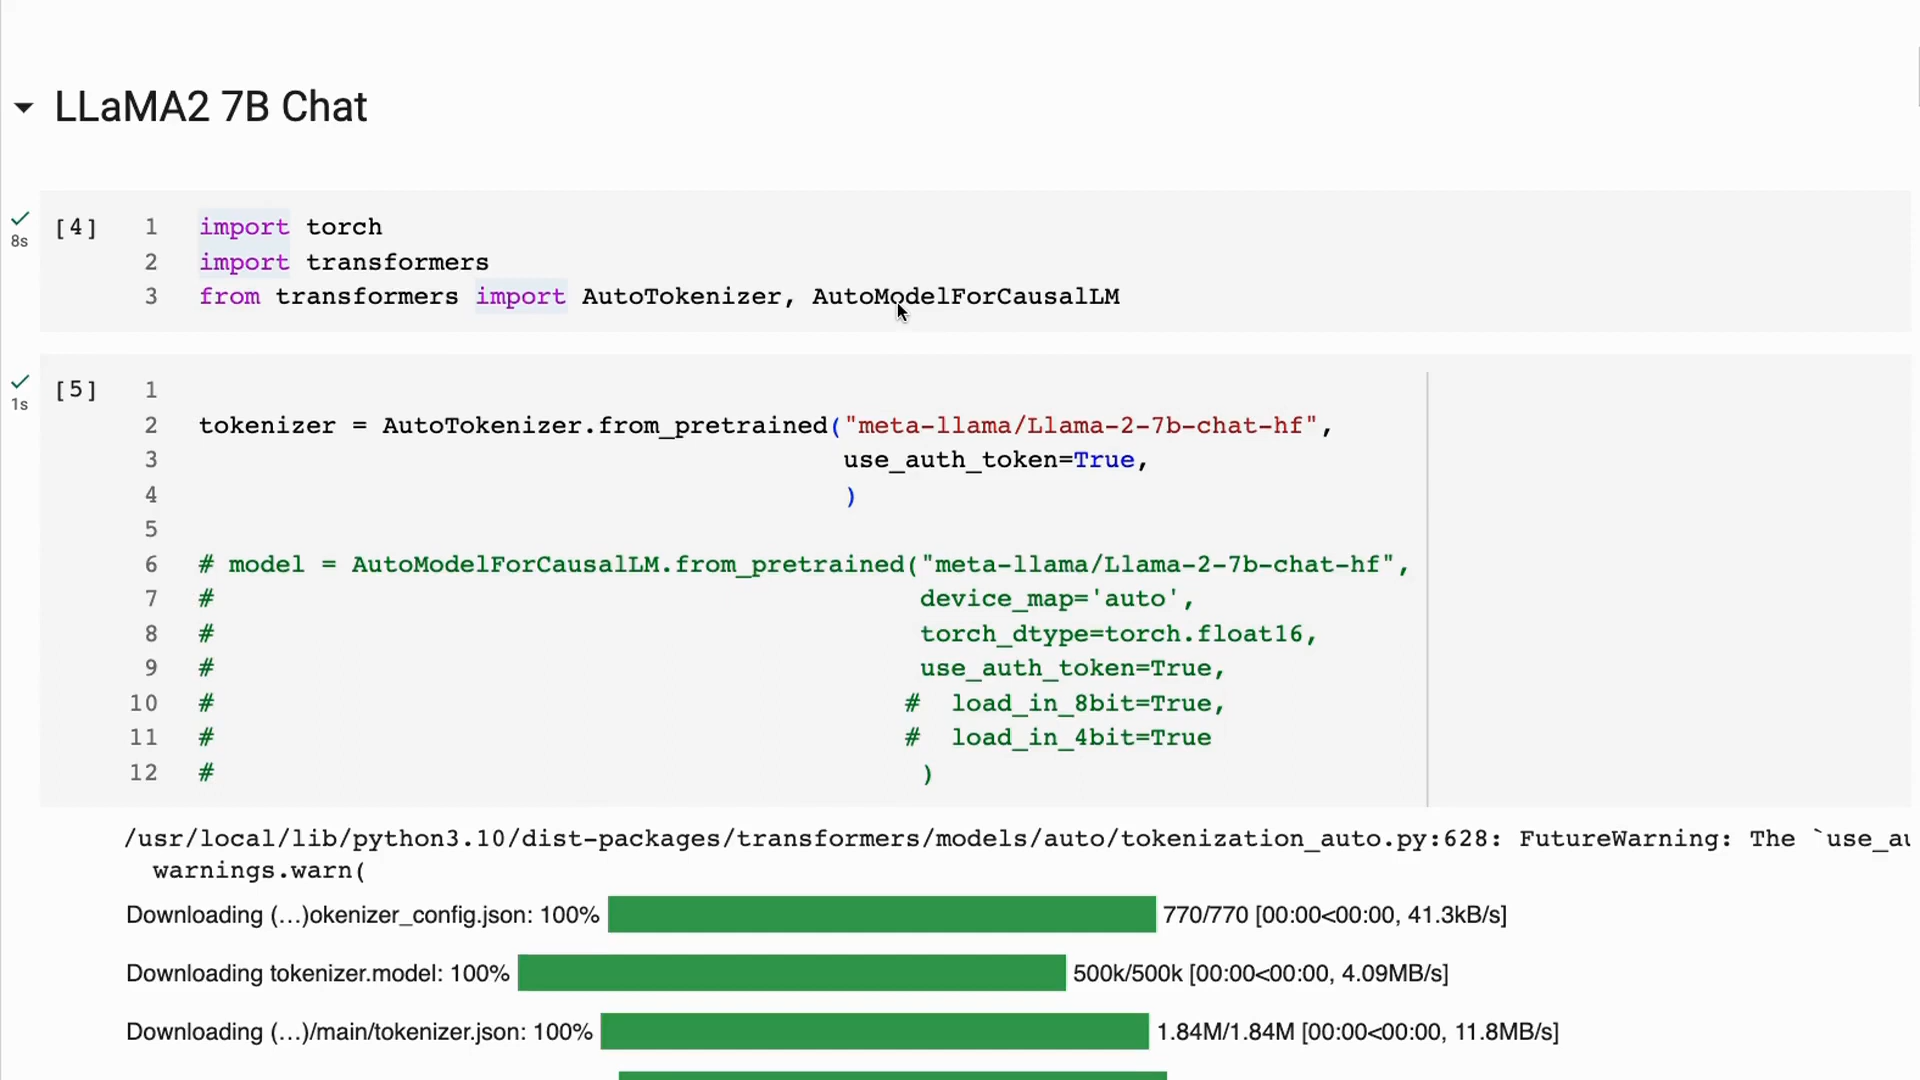 LLaMA2 7B Chat
[4] 1 import torch
8s 2 import transformers
3 from transformers import AutoTokenizer, AutoModelForCausalLM
[5] 1
1s 2 tokenizer = AutoTokenizer.from_pretrained("meta-llama/Llama-2-7b-chat-hf",
3 use_auth_token=True,
4 )
5
6 # model = AutoModelForCausalLM.from_pretrained("meta-llama/Llama-2-7b-chat-hf",
7 # device_map='auto',
8 # torch_dtype=torch.float16,
9 # use_auth_token=True,
10 # # load_in_8bit=True,
11 # # load_in_4bit=True
12 # )
/usr/local/lib/python3.10/dist-packages/transformers/models/auto/tokenization_auto.py:628: FutureWarning: The `use_au
warnings.warn(
Downloading (…)okenizer_config.json: 100% 770/770 [00:00<00:00, 41.3kB/s]
Downloading tokenizer.model: 100% 500k/500k [00:00<00:00, 4.09MB/s]
Downloading (…)/main/tokenizer.json: 100% 1.84M/1.84M [00:00<00:00, 11.8MB/s]